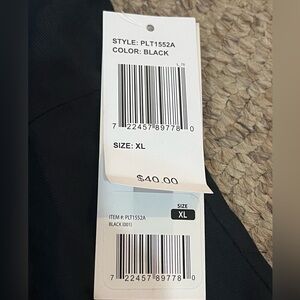 STYLE: PLT1552A
COLOR: BLACK
7 22457 89778 0
SIZE: XL
$40.00
SIZE
XL
ITEM #: PLT1552A
BLACK (001)
7 22457 89778 0